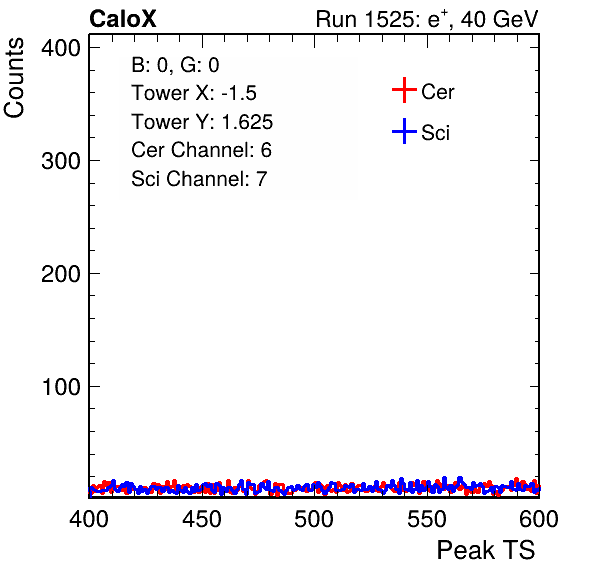 CaloX Run 1525: e⁺, 40 GeV
Counts
400
300
200
100
B: 0, G: 0
Tower X: -1.5
Tower Y: 1.625
Cer Channel: 6
Sci Channel: 7
Cer
Sci
400 450 500 550 600
Peak TS